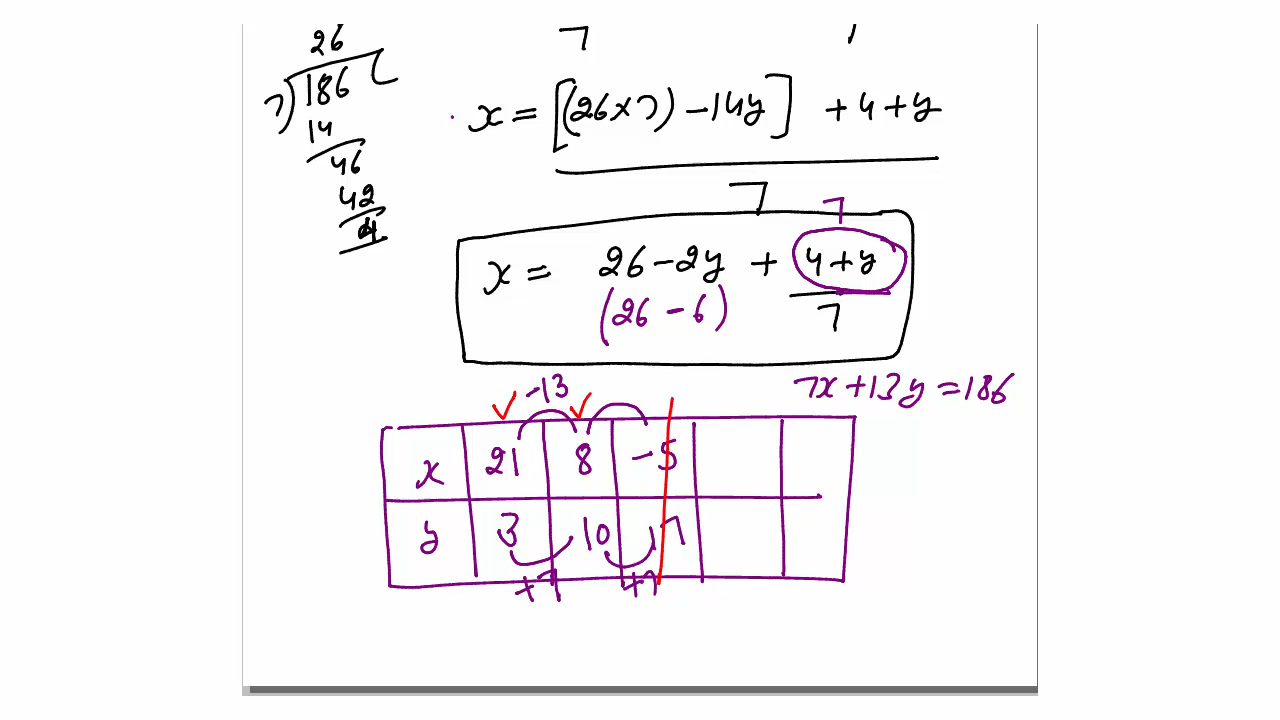 26
7)186(
14
46
42
4
7
x = [(26×7) -14y] + 4 + y
7
7
x = 26 - 2y + 4 + y
(26 - 6) 7
7x + 13y = 186
-13
x 21 8 -5
y 3 10 17
+7 +7